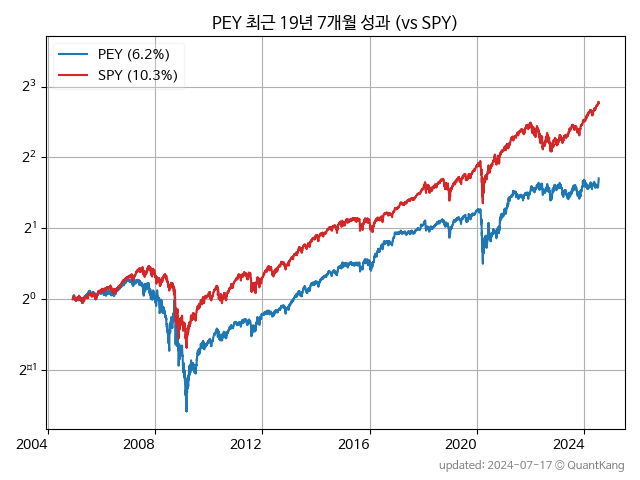 PEY 최근 19년 7개월 성과 (vs SPY)
PEY (6.2%)
SPY (10.3%)
2³
2²
2¹
2⁰
2¤¹
2004 2008 2012 2016 2020 2024
updated: 2024-07-17 © QuantKang